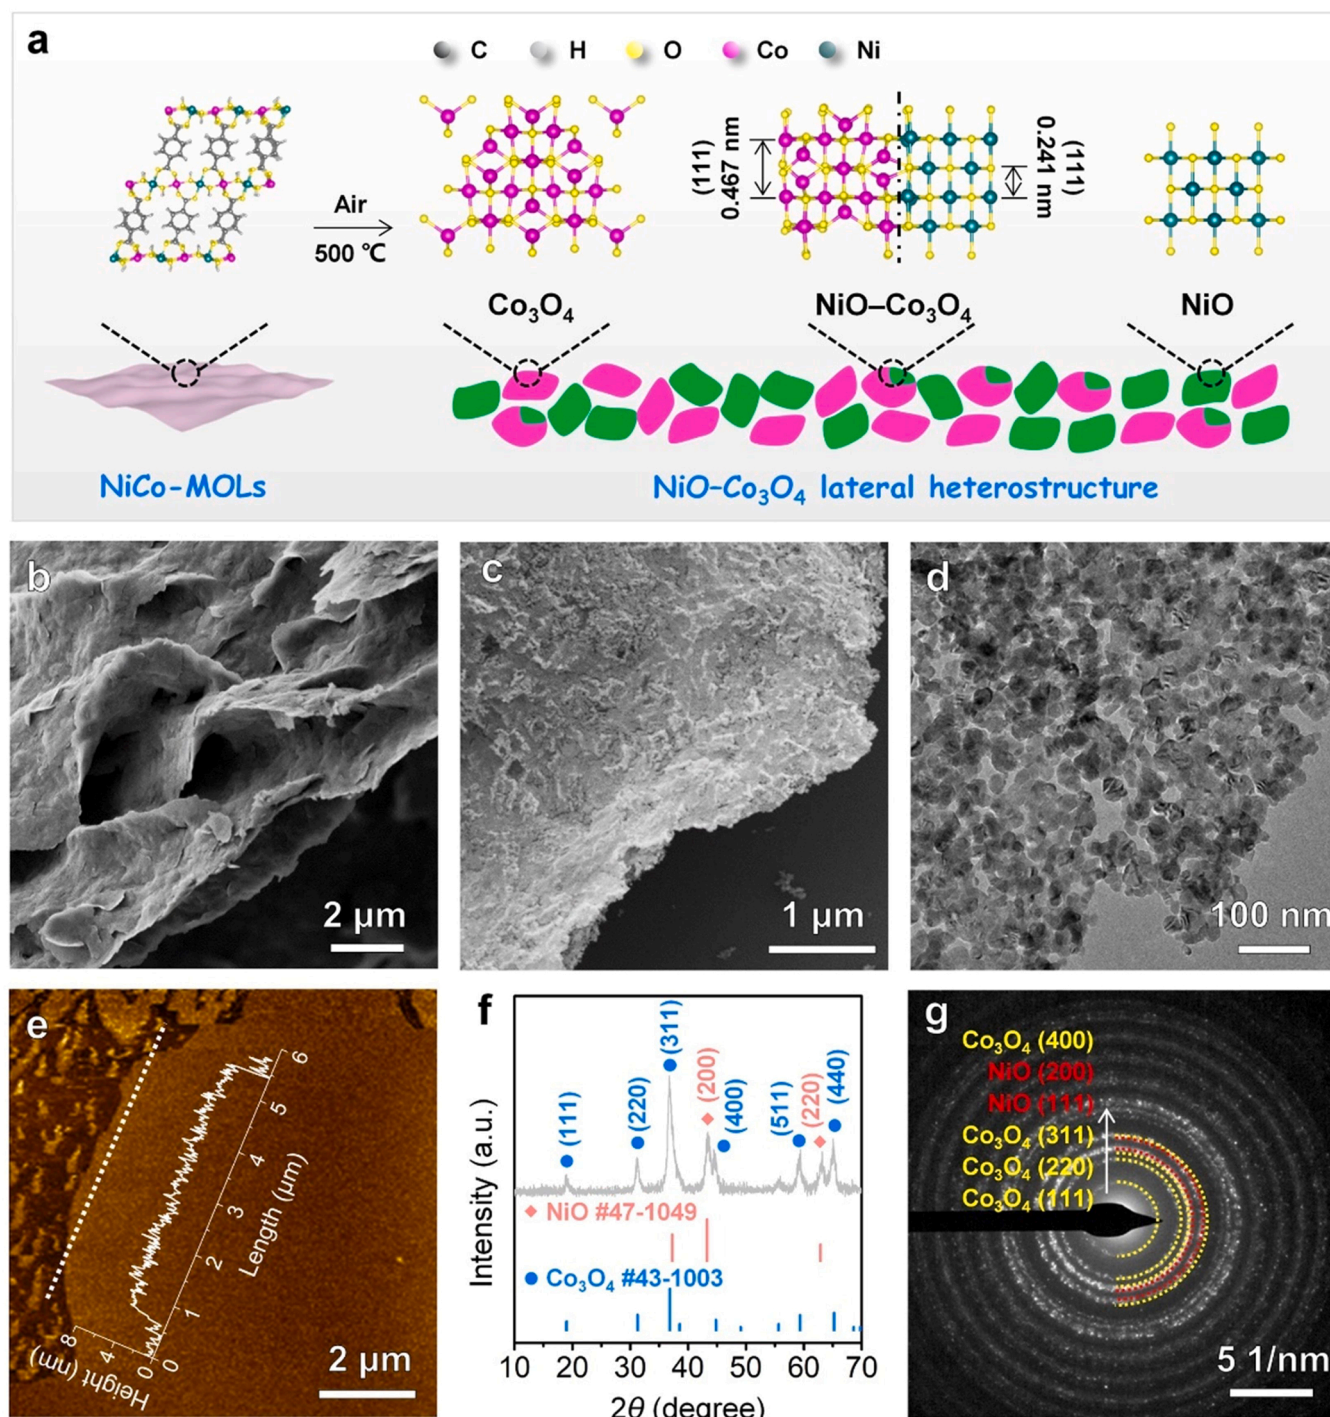 a
C H O Co Ni
Air
500 ℃
(111)
0.467 nm
(111)
0.241 nm
Co₃O₄
NiO–Co₃O₄
NiO
NiCo-MOLs
NiO–Co₃O₄ lateral heterostructure
b
2 μm
c
1 μm
d
100 nm
e
0 1 2 3 4 5 6
Length (μm)
0 4 8
Height (nm)
2 μm
f
(111)
(220)
(311)
(200)
(400)
(511)
(220)
(440)
NiO #47-1049
Co₃O₄ #43-1003
Intensity (a.u.)
10 20 30 40 50 60 70
2θ (degree)
g
Co₃O₄ (400)
NiO (200)
NiO (111)
Co₃O₄ (311)
Co₃O₄ (220)
Co₃O₄ (111)
5 1/nm